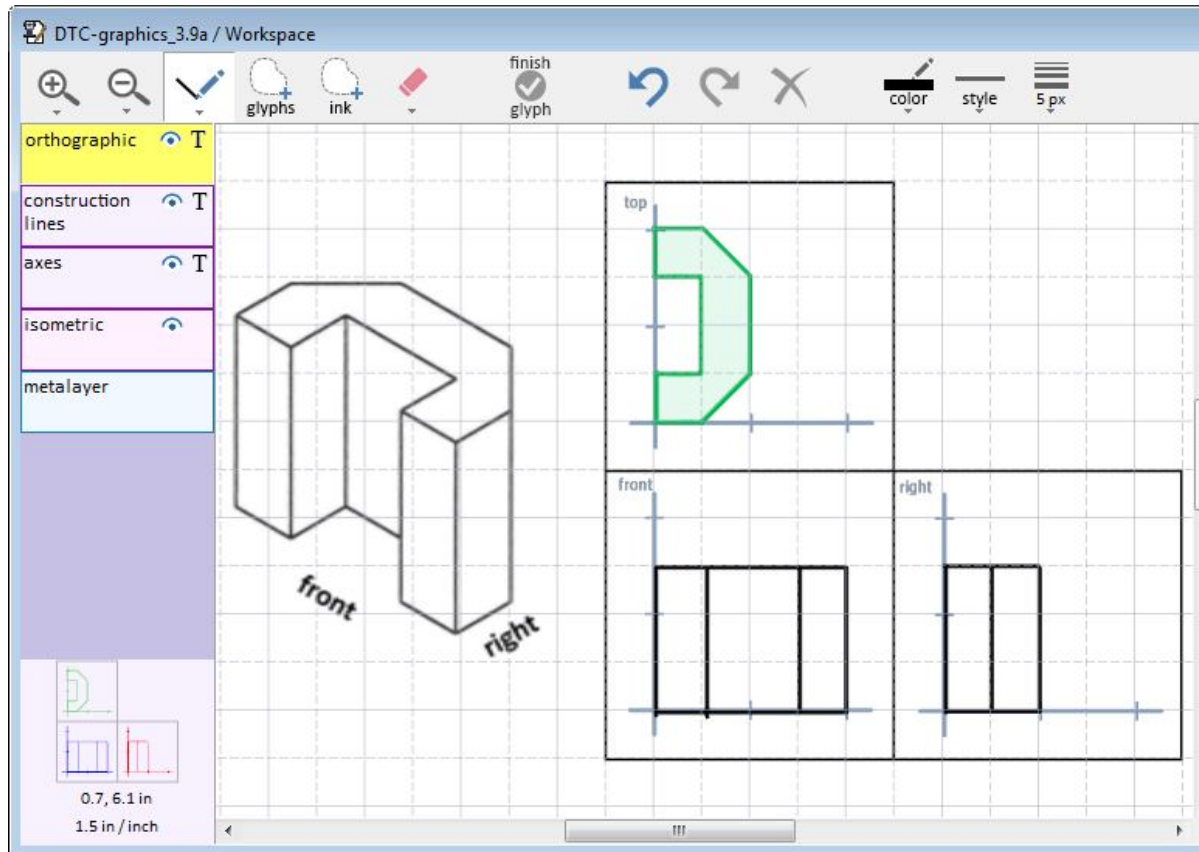 DTC-graphics_3.9a / Workspace
finish
glyphs
ink
glyph
color
style
5 px
orthographic T
construction T
lines
axes T
isometric
metalayer
top
front
right
front
right
0.7, 6.1 in
1.5 in / inch